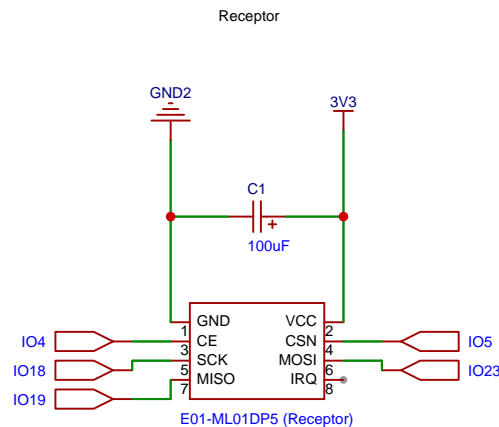 Receptor
GND2
3V3
C1
+
100uF
GND VCC
1 2
IO4 CE CSN IO5
3 4
IO18 SCK MOSI IO23
5 6
IO19 MISO IRQ
7 8
E01-ML01DP5 (Receptor)